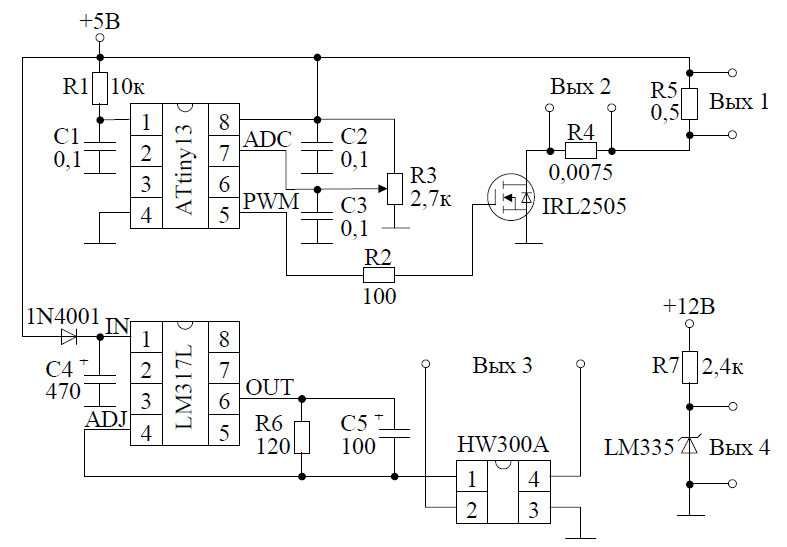 +5В
R1 10к
C1
0,1
1
2
3
4
ATtiny13
8
7
6
5
ADC
PWM
C2
0,1
C3
0,1
R3
2,7к
R2
100
Вых 2
R4
0,0075
IRL2505
R5
0,5
Вых 1
1N4001
IN
C4 +
470
ADJ
1
2
3
4
LM317L
8
7
6
5
OUT
R6
120
C5 +
100
Вых 3
HW300A
1
2
4
3
+12В
R7 2,4к
LM335
Вых 4